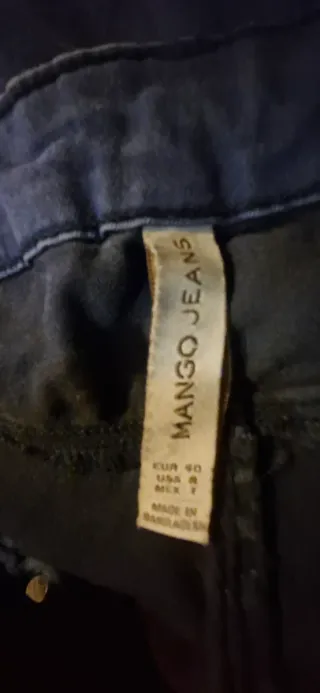 MANGO JEANS
EUR 40
USA 8
MEX 7
MADE IN
BANGLADESH